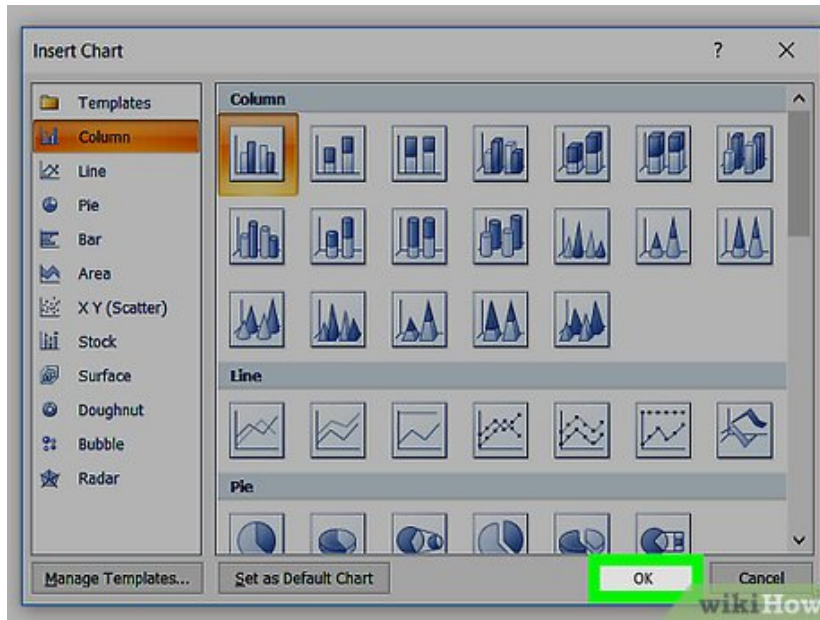 Insert Chart ? X
Templates
Column
Line
Pie
Bar
Area
X Y (Scatter)
Stock
Surface
Doughnut
Bubble
Radar
Column
Line
Pie
Manage Templates...
Set as Default Chart
OK
Cancel
wikiHow